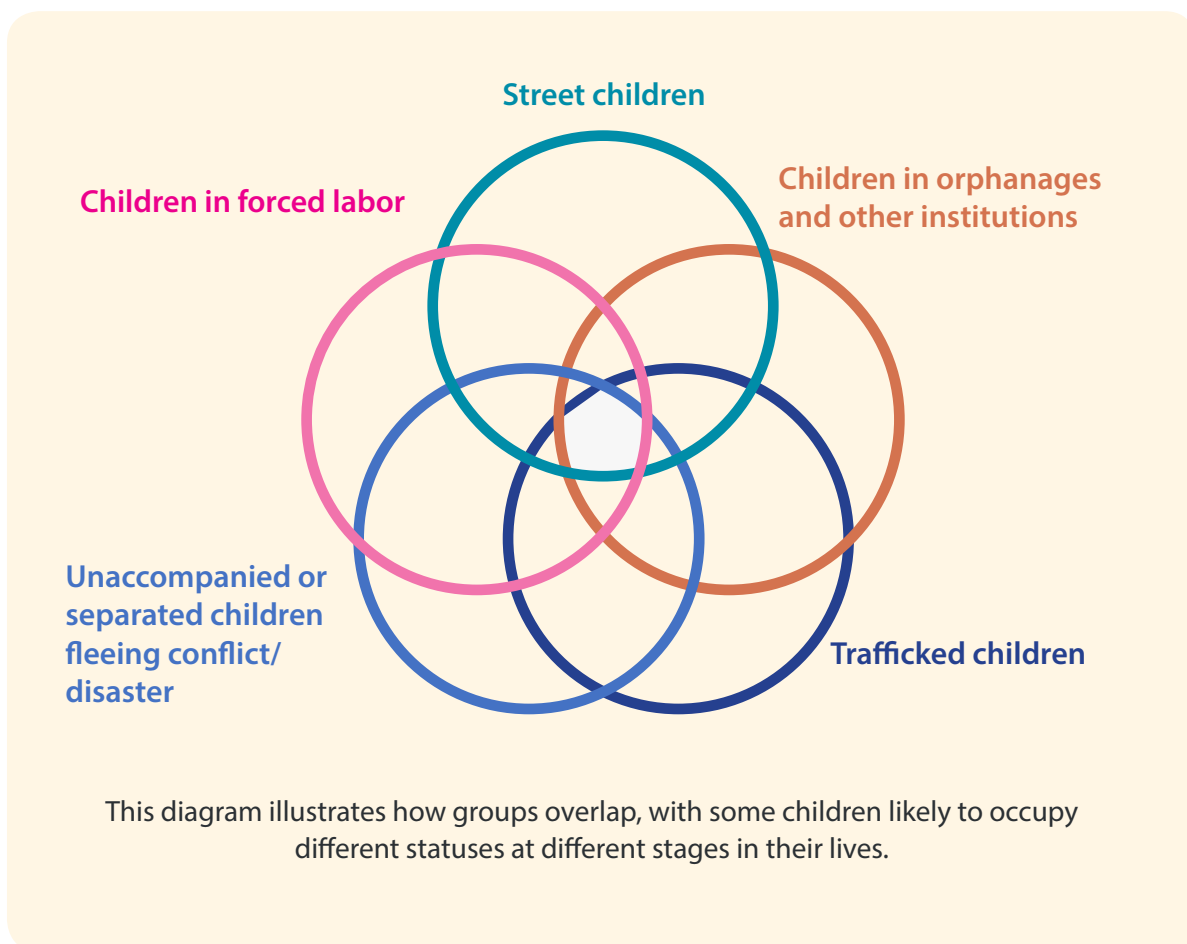 Street children
Children in forced labor
Children in orphanages
and other institutions
Unaccompanied or
separated children
fleeing conflict/
disaster
Trafficked children
This diagram illustrates how groups overlap, with some children likely to occupy
different statuses at different stages in their lives.